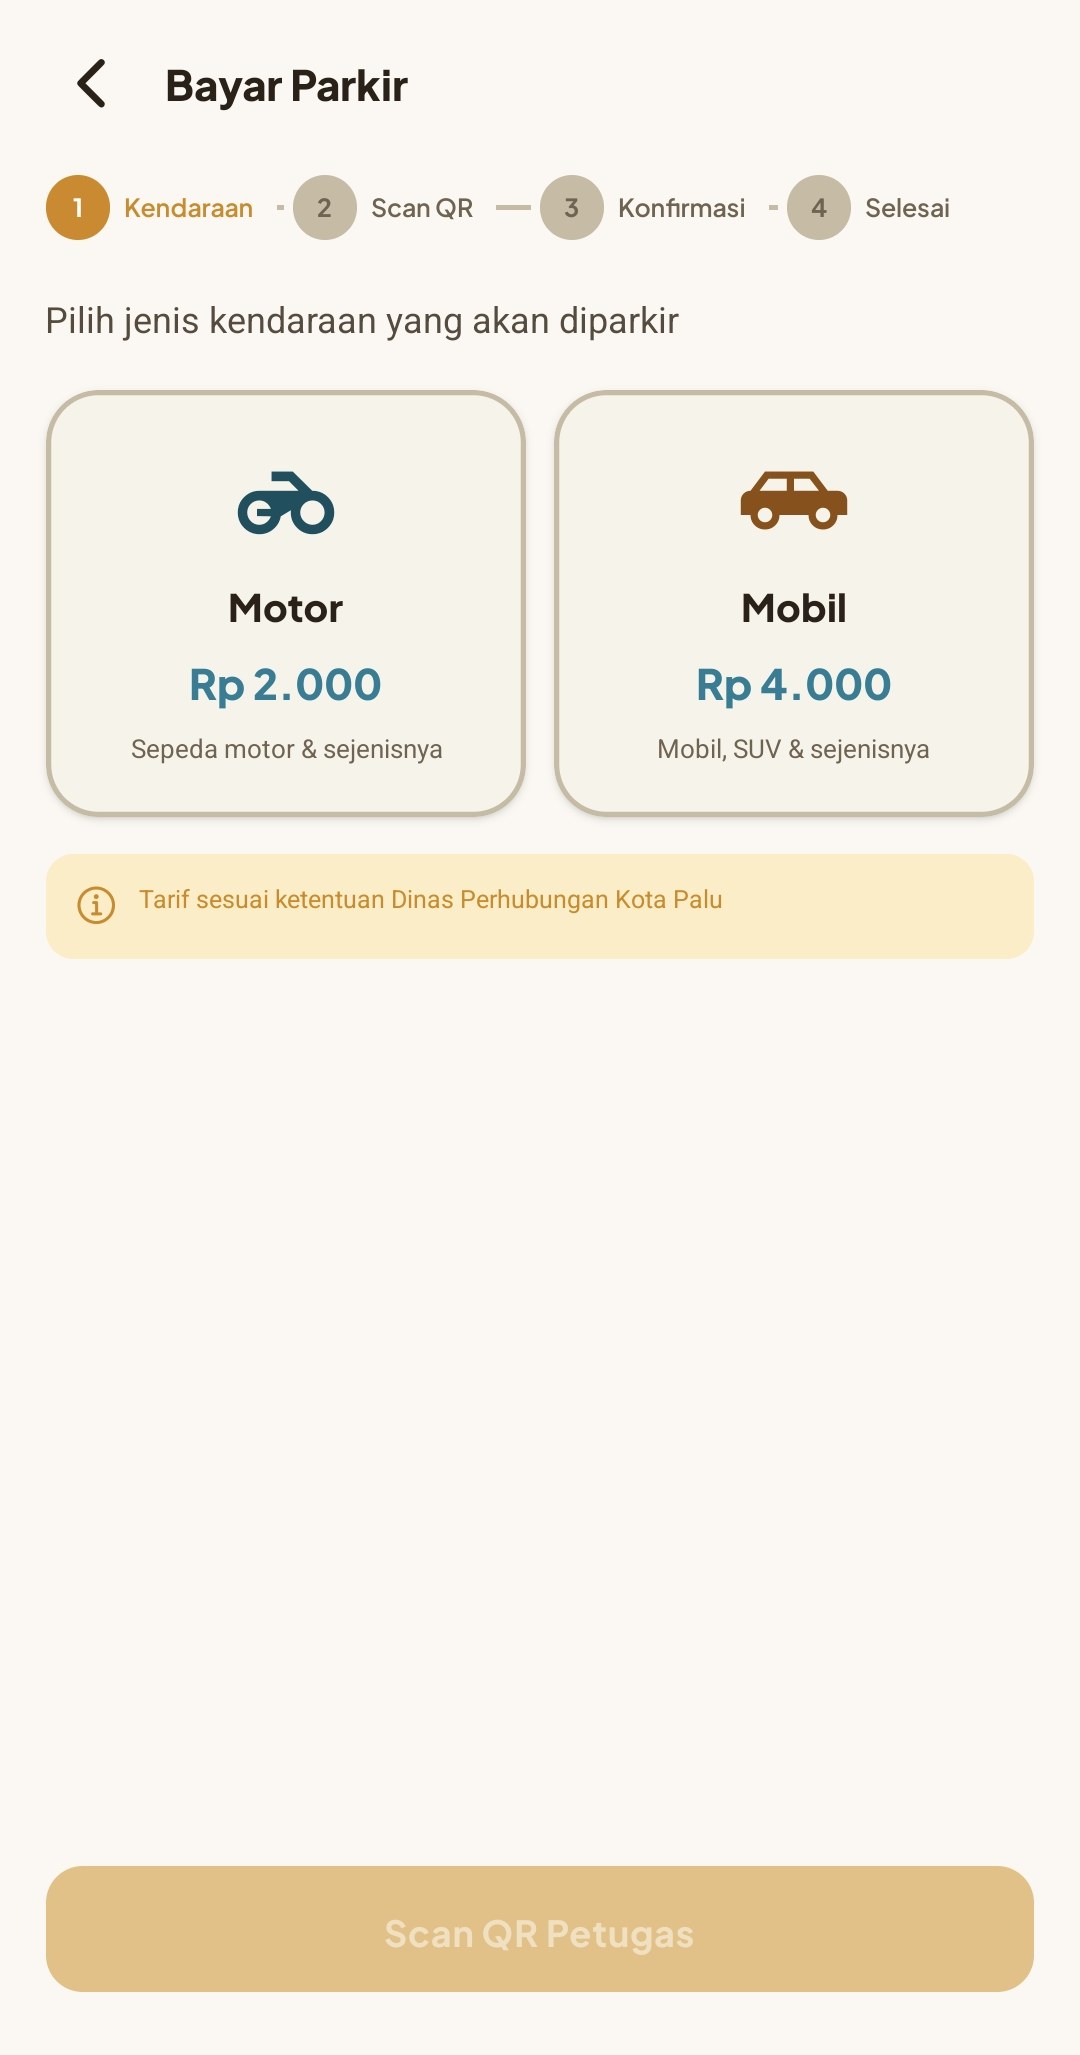 Bayar Parkir
1 Kendaraan 2 Scan QR 3 Konfirmasi 4 Selesai
Pilih jenis kendaraan yang akan diparkir
Motor
Rp 2.000
Sepeda motor & sejenisnya
Mobil
Rp 4.000
Mobil, SUV & sejenisnya
Tarif sesuai ketentuan Dinas Perhubungan Kota Palu
Scan QR Petugas